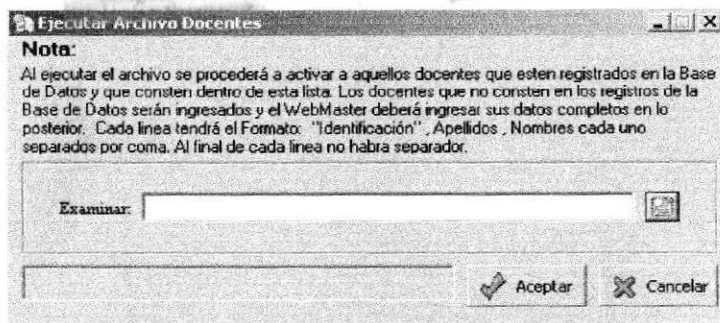 Ejecutar Archivo Docentes
Nota:
Al ejecutar el archivo se procederá a activar a aquellos docentes que esten registrados en la Base
de Datos y que consten dentro de esta lista. Los docentes que no consten en los registros de la
Base de Datos serán ingresados y el WebMaster deberá ingresar sus datos completos en lo
posterior. Cada linea tendrá el Formato: "Identificación" , Apellidos , Nombres cada uno
separados por coma. Al final de cada linea no habra separador.
Examinar:
Aceptar Cancelar